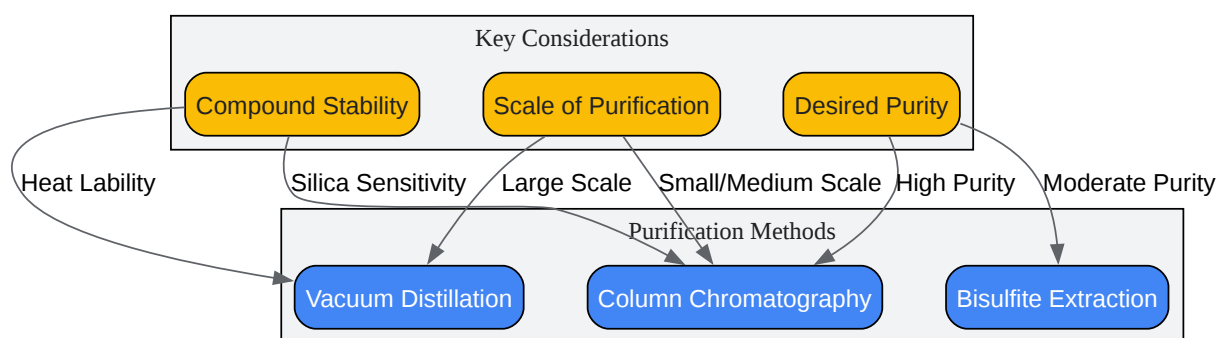 Key Considerations
Compound Stability
Scale of Purification
Desired Purity
Heat Lability
Silica Sensitivity
Large Scale
Small/Medium Scale
High Purity
Moderate Purity
Purification Methods
Vacuum Distillation
Column Chromatography
Bisulfite Extraction